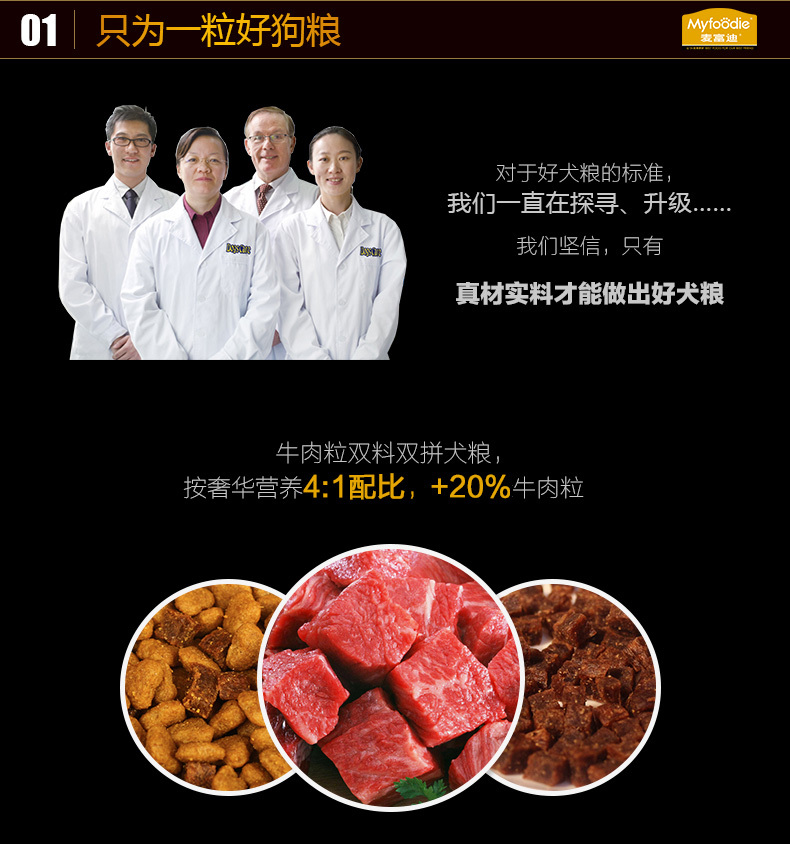 01
只为一粒好狗粮
Myfoodie
麦富迪
对于好犬粮的标准，
我们一直在探寻、升级……
我们坚信，只有
真材实料才能做出好犬粮
牛肉粒双料双拼犬粮，
按奢华营养4:1配比，+20%牛肉粒